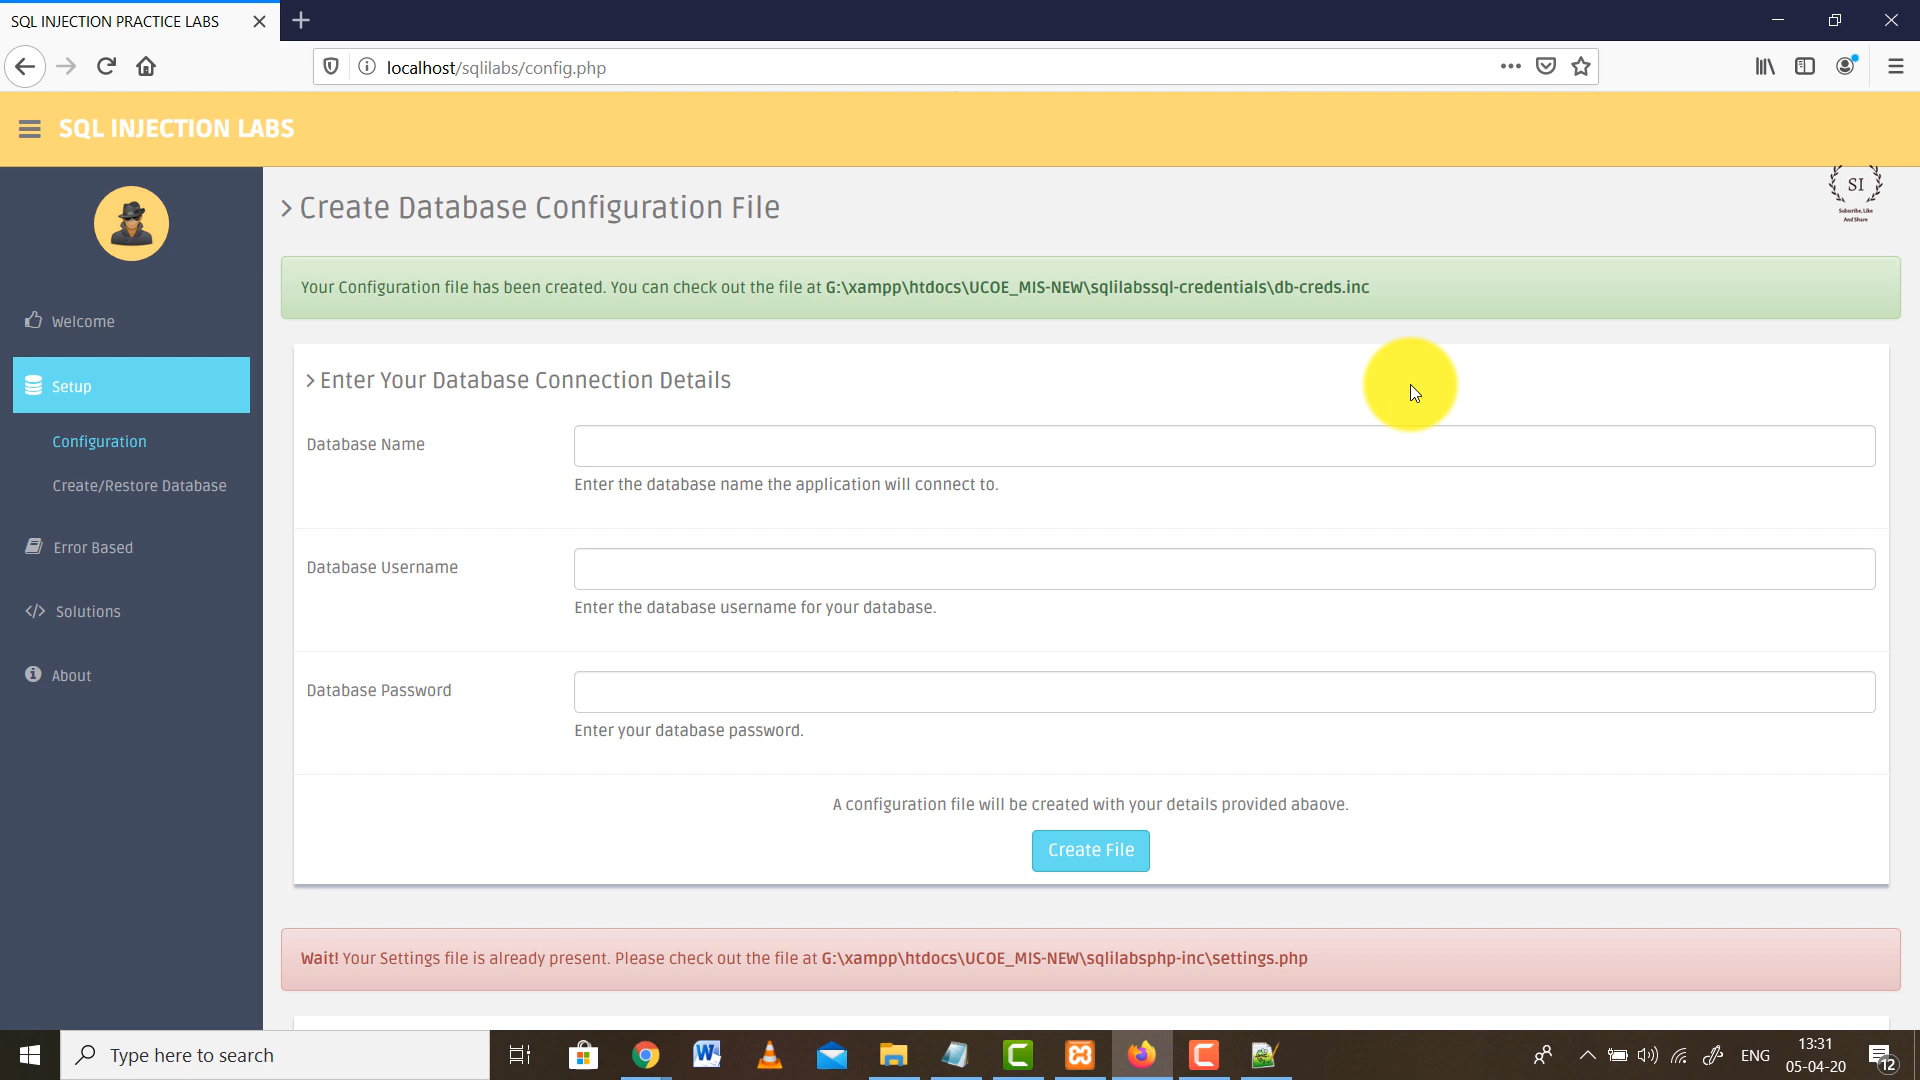 SQL INJECTION PRACTICE LABS
localhost/sqlilabs/config.php
SQL INJECTION LABS
SI
Subscribe, Like
And Share
Create Database Configuration File
Your Configuration file has been created. You can check out the file at G:\xampp\htdocs\UCOE_MIS-NEW\sqlilabssql-credentials\db-creds.inc
Welcome
Setup
Configuration
Create/Restore Database
Error Based
Solutions
About
Enter Your Database Connection Details
Database Name
Enter the database name the application will connect to.
Database Username
Enter the database username for your database.
Database Password
Enter your database password.
A configuration file will be created with your details provided abaove.
Create File
Wait! Your Settings file is already present. Please check out the file at G:\xampp\htdocs\UCOE_MIS-NEW\sqlilabsphp-inc\settings.php
Type here to search
ENG
13:31
05-04-20
12